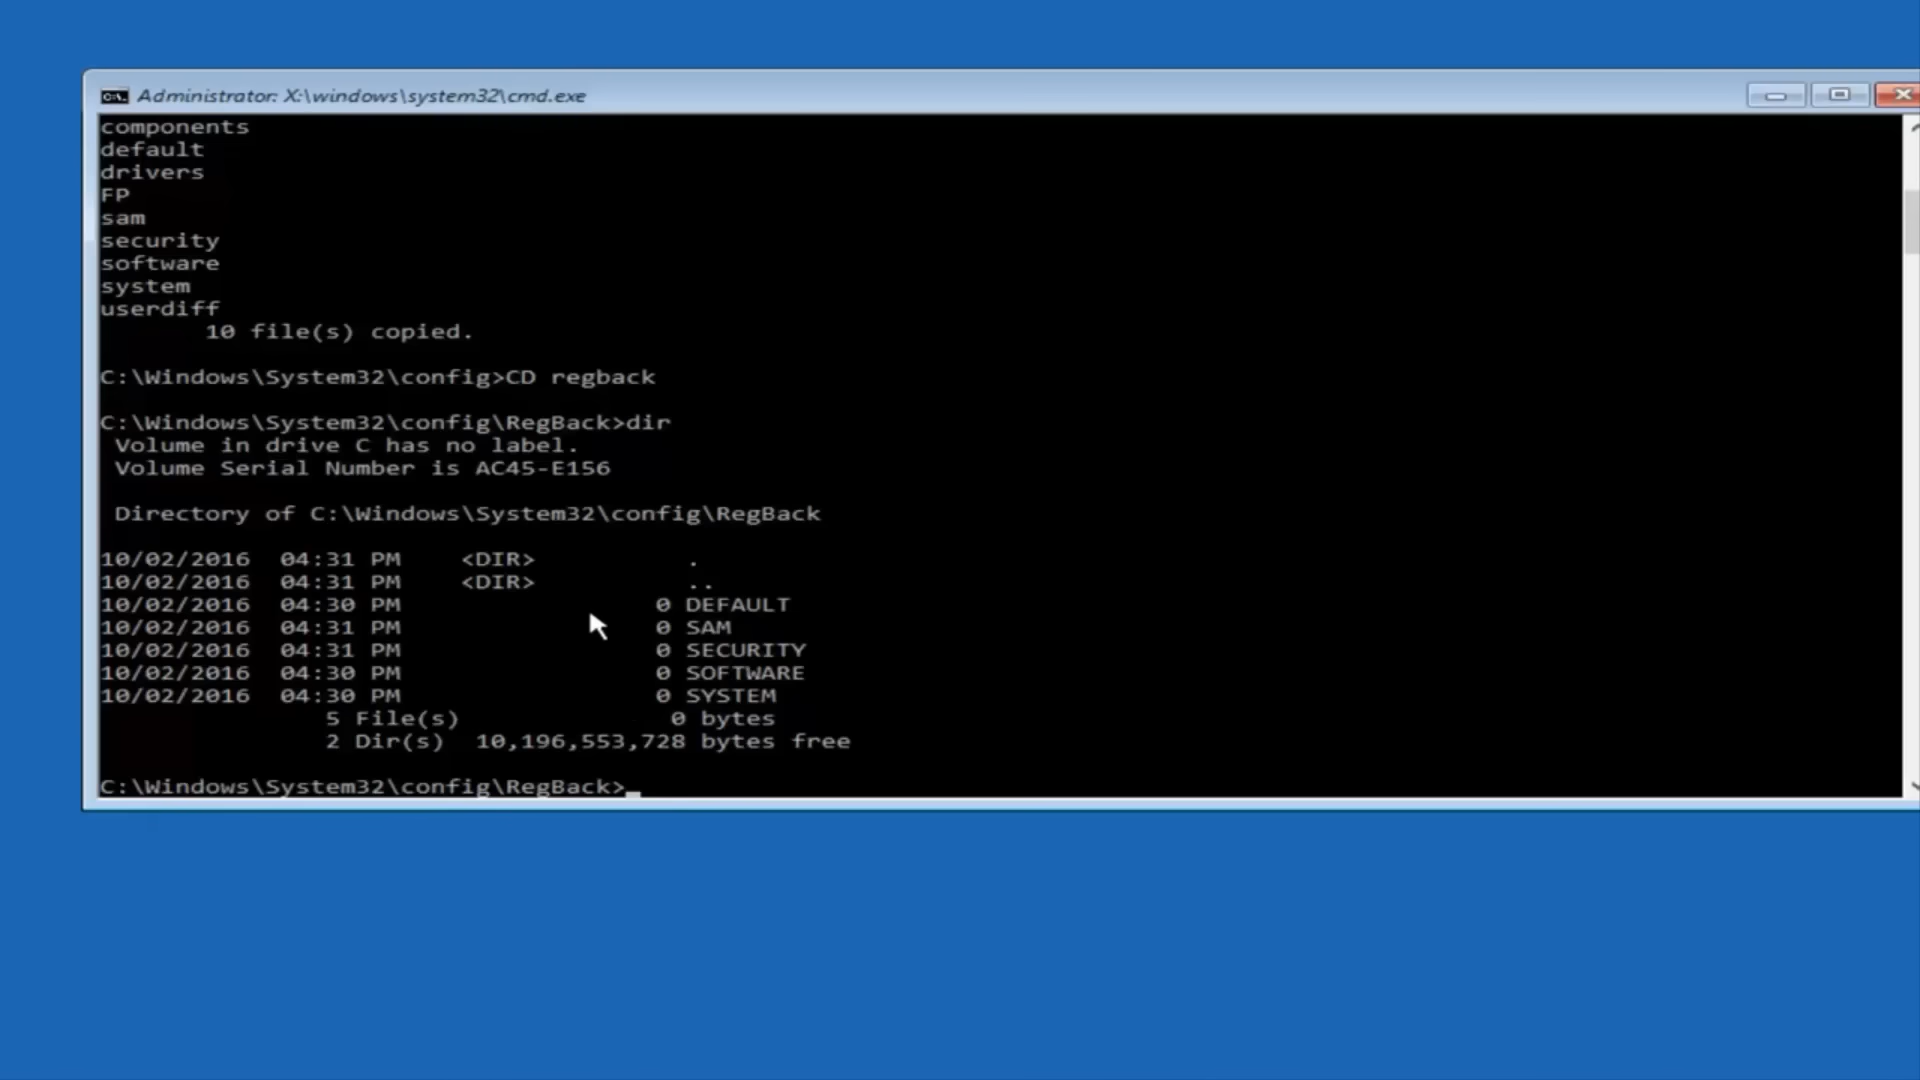 Administrator: X:\windows\system32\cmd.exe
components
default
drivers
FP
sam
security
software
system
userdiff
10 file(s) copied.
C:\Windows\System32\config>CD regback
C:\Windows\System32\config\RegBack>dir
Volume in drive C has no label.
Volume Serial Number is AC45-E156
Directory of C:\Windows\System32\config\RegBack
10/02/2016  04:31 PM    <DIR>          .
10/02/2016  04:31 PM    <DIR>          ..
10/02/2016  04:30 PM                 0 DEFAULT
10/02/2016  04:31 PM                 0 SAM
10/02/2016  04:31 PM                 0 SECURITY
10/02/2016  04:30 PM                 0 SOFTWARE
10/02/2016  04:30 PM                 0 SYSTEM
5 File(s)              0 bytes
2 Dir(s)  10,196,553,728 bytes free
C:\Windows\System32\config\RegBack>_